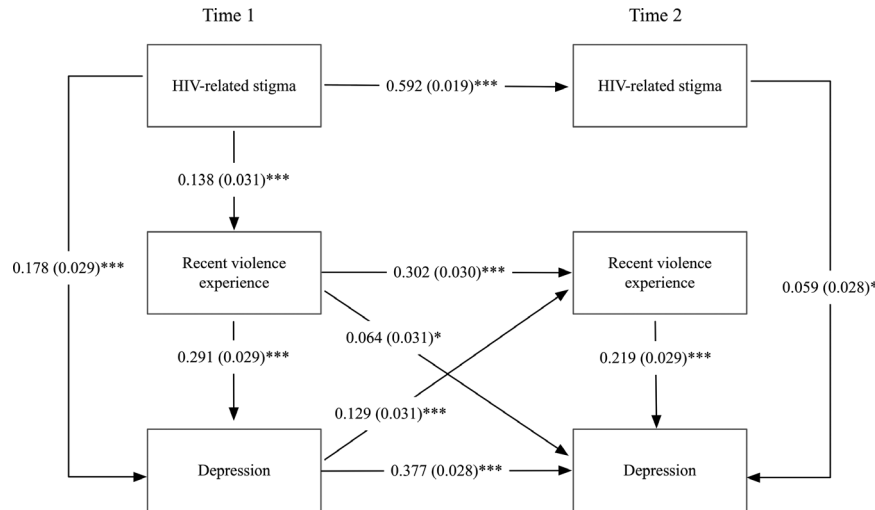 Time 1
Time 2
HIV-related stigma
0.592 (0.019)***
HIV-related stigma
0.138 (0.031)***
0.178 (0.029)***
Recent violence
experience
0.302 (0.030)***
Recent violence
experience
0.059 (0.028)*
0.064 (0.031)*
0.291 (0.029)***
0.219 (0.029)***
0.129 (0.031)***
Depression
0.377 (0.028)***
Depression